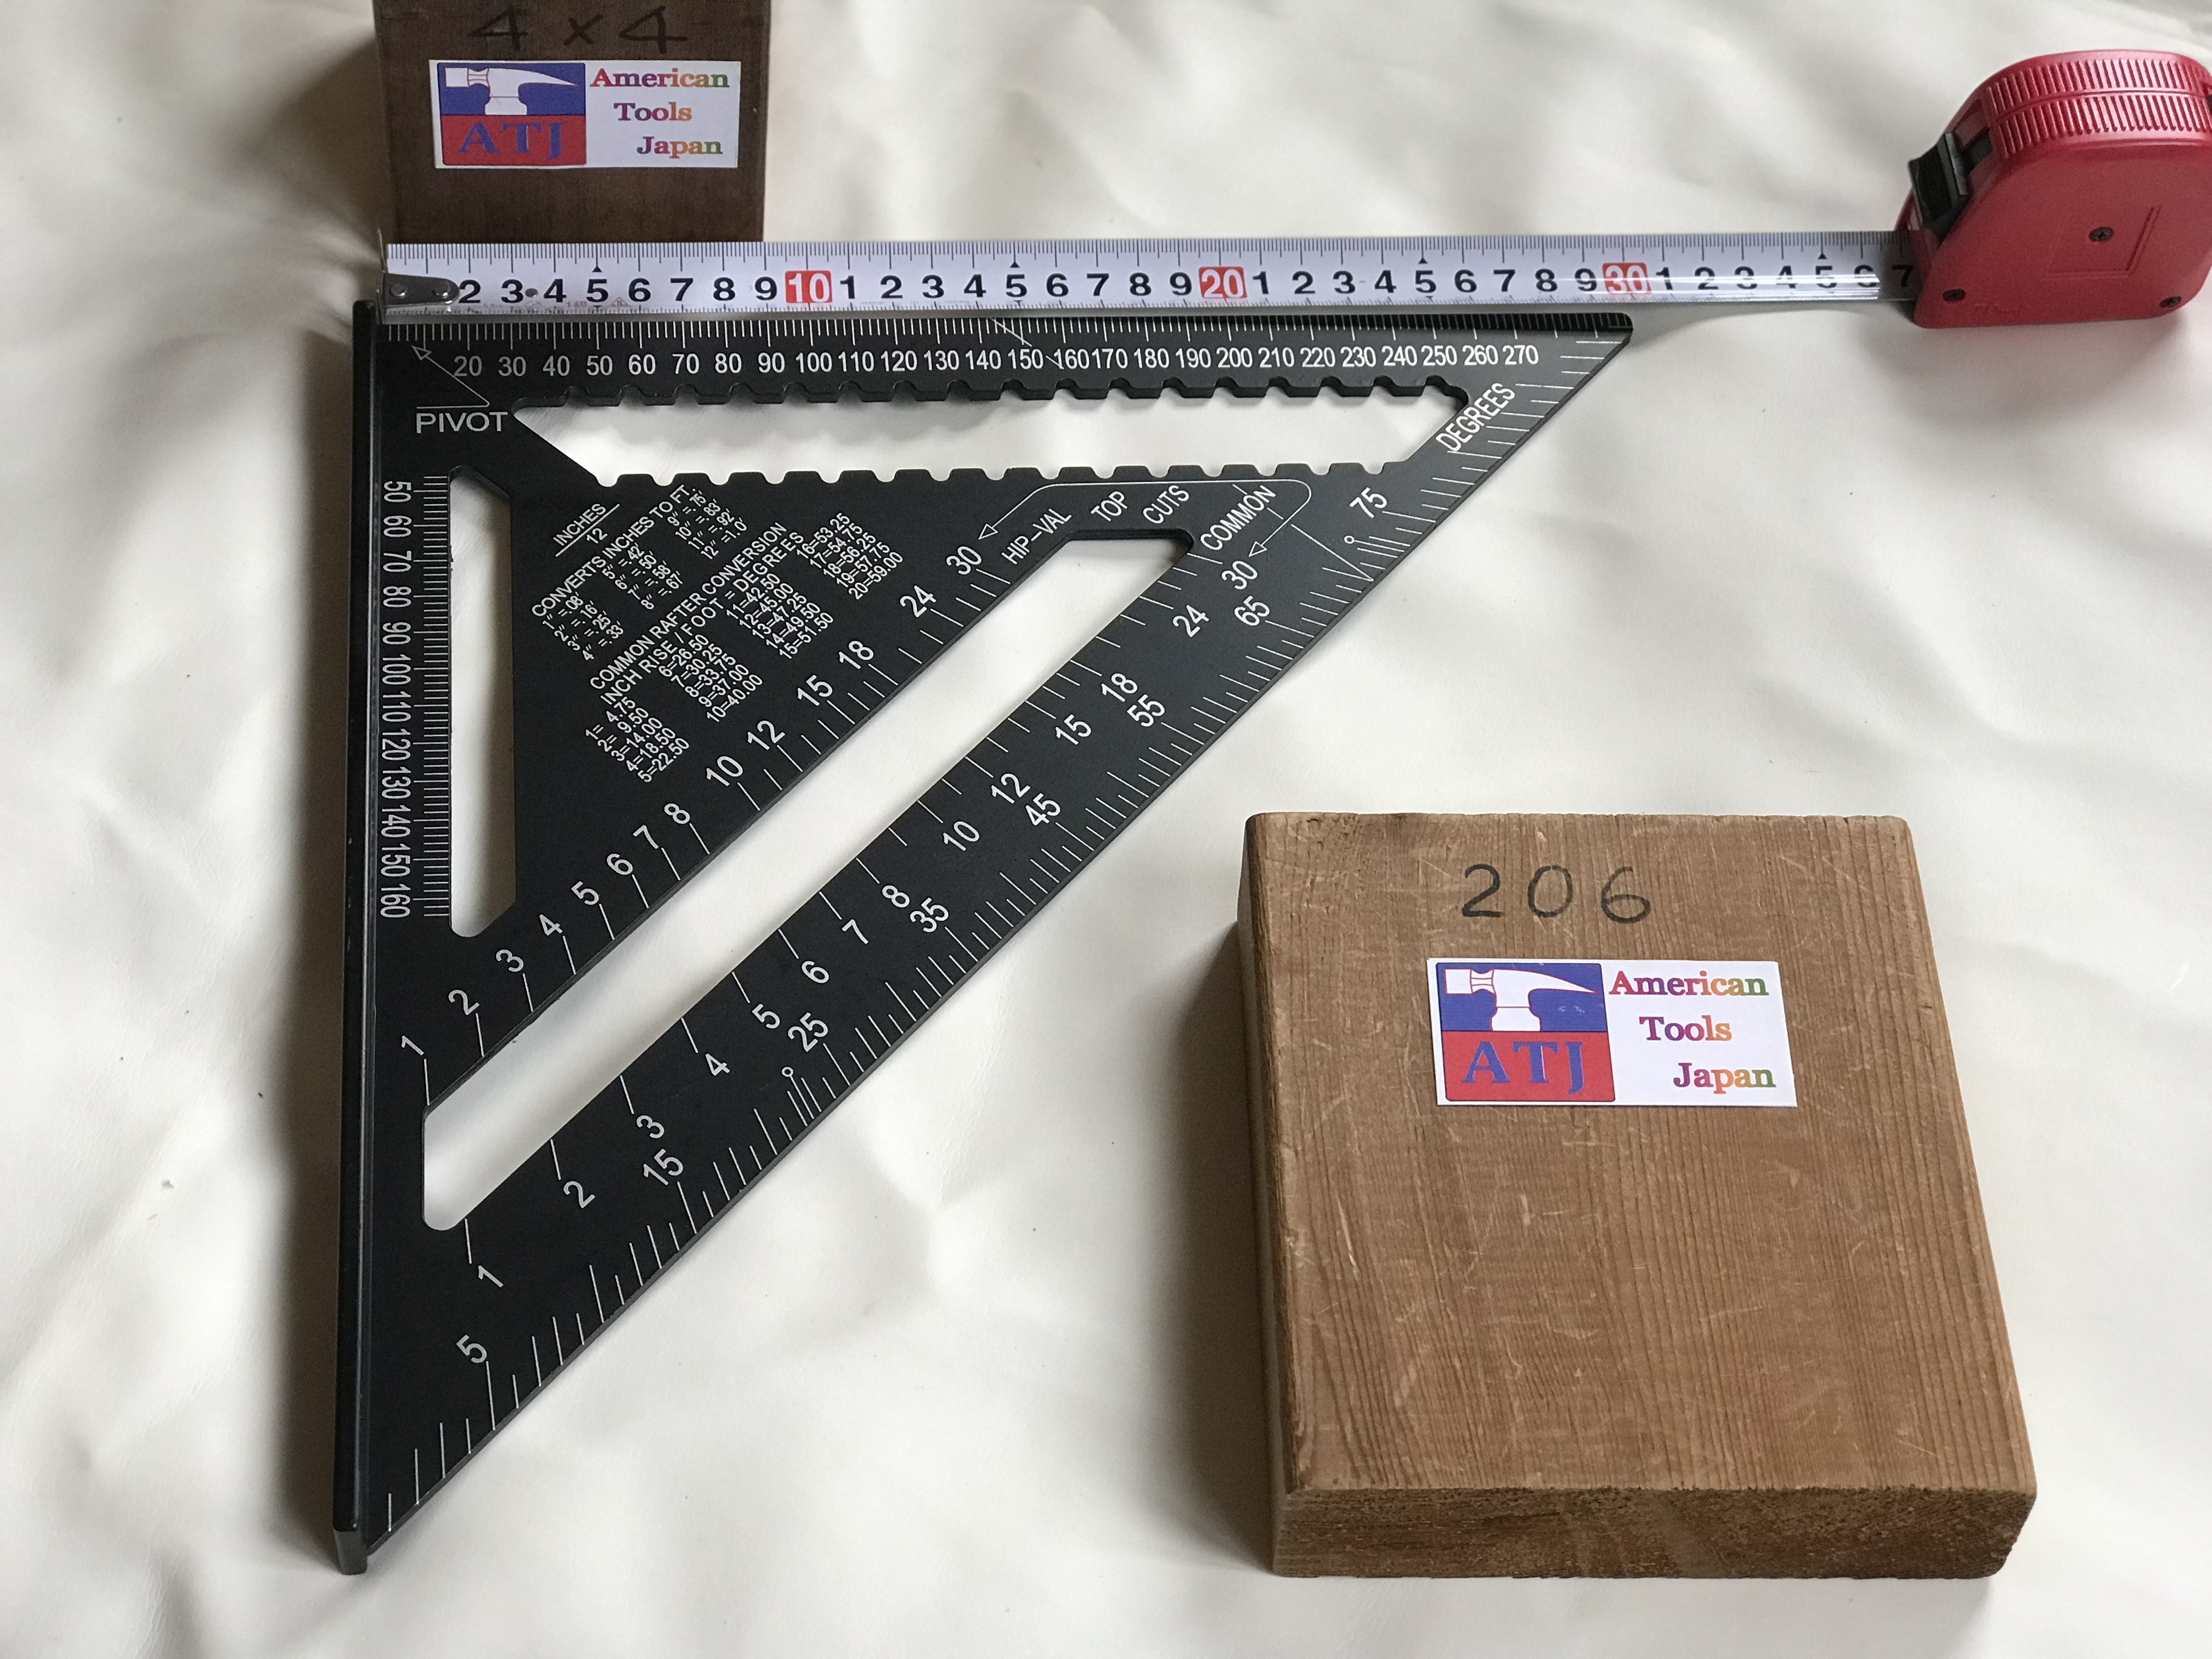 4 x 4
American
Tools
Japan
ATJ
2 3 4 5 6 7 8 9 10 1 2 3 4 5 6 7 8 9 20 1 2 3 4 5 6 7 8 9 30 1 2 3 4 5 6 7
20 30 40 50 60 70 80 90 100 110 120 130 140 150 160 170 180 190 200 210 220 230 240 250 260 270
PIVOT
DEGREES
50 60 70 80 90 100 110 120 130 140 150 160
INCHES
12
CONVERTS INCHES TO FT.
COMMON RAFTER CONVERSION
INCH RISE / FOOT = DEGREES
1= 4.75
2= 9.50
3=14.00
4=18.50
5=22.50
6=26.50
7=30.25
8=33.75
9=37.00
10=40.00
11=42.50
12=45.00
13=47.25
14=49.50
15=51.50
16=53.25
17=54.75
18=56.25
19=57.75
20=59.00
HIP-VAL TOP CUTS COMMON
1 2 3 4 5 6 7 8 10 12 15 18 24 30
1 2 3 4 5 6 7 8 10 12 15 18 24 30
5 15 25 35 45 55 65 75
206
American
Tools
Japan
ATJ